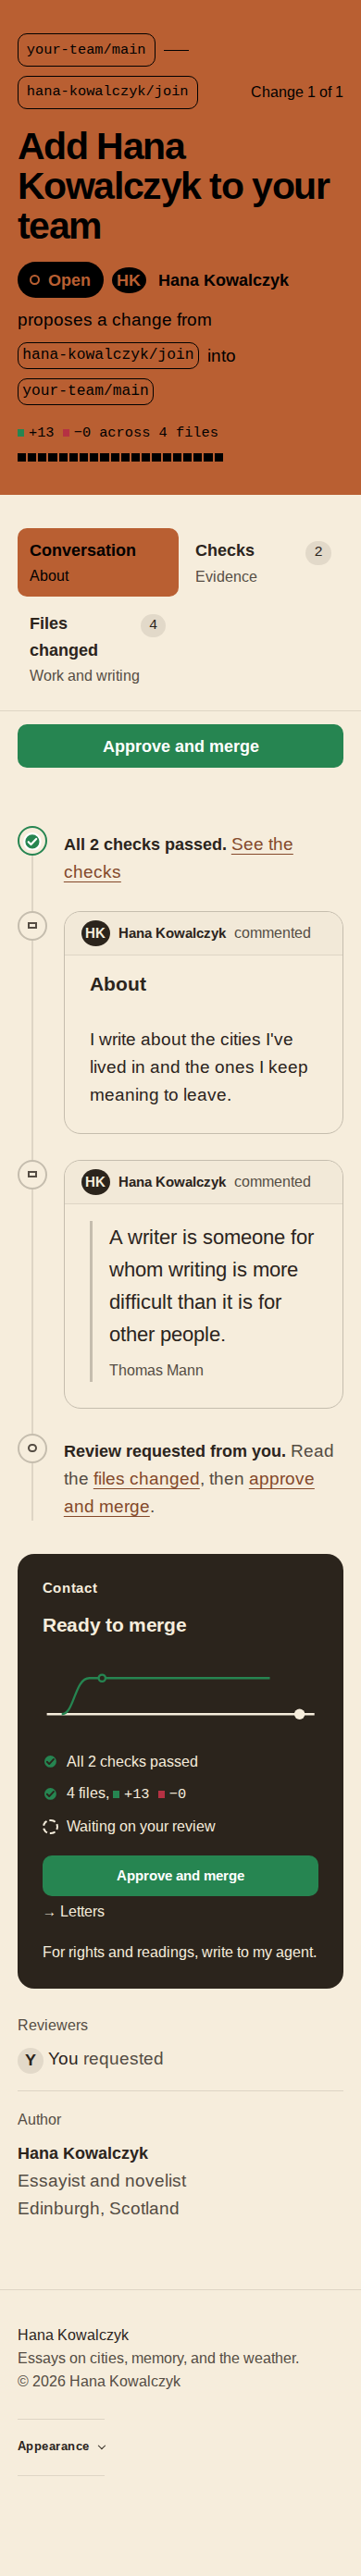 your-team/main
hana-kowalczyk/join
Change 1 of 1
Add Hana
Kowalczyk to your
team
Open
HK
Hana Kowalczyk
proposes a change from
hana-kowalczyk/join into
your-team/main
+13 −0 across 4 files
Conversation
About
Checks
2
Evidence
Files
changed
4
Work and writing
Approve and merge
All 2 checks passed. See the
checks
HK Hana Kowalczyk commented
About
I write about the cities I've
lived in and the ones I keep
meaning to leave.
HK Hana Kowalczyk commented
A writer is someone for
whom writing is more
difficult than it is for
other people.
Thomas Mann
Review requested from you. Read
the files changed, then approve
and merge.
Contact
Ready to merge
All 2 checks passed
4 files, +13 −0
Waiting on your review
Approve and merge
→ Letters
For rights and readings, write to my agent.
Reviewers
Y You requested
Author
Hana Kowalczyk
Essayist and novelist
Edinburgh, Scotland
Hana Kowalczyk
Essays on cities, memory, and the weather.
© 2026 Hana Kowalczyk
Appearance